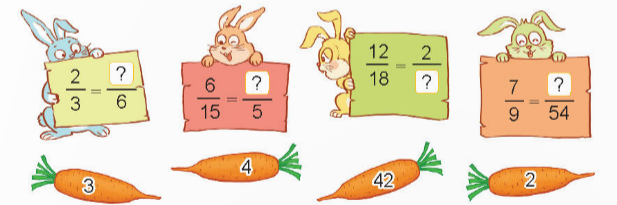 2/3 = ?/6
6/15 = ?/5
12/18 = 2/?
7/9 = ?/54
3
4
42
2